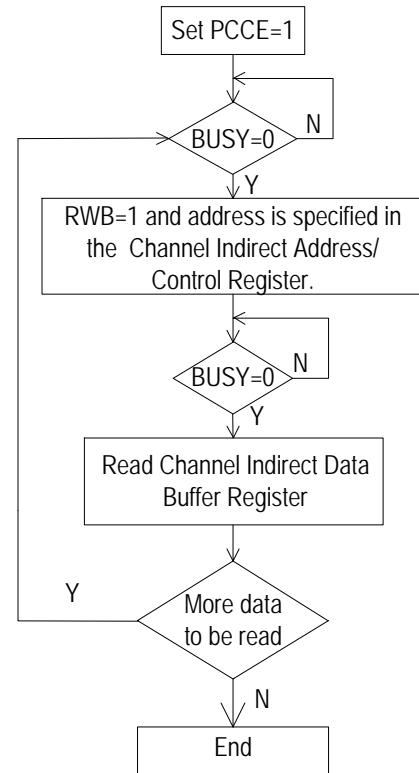 Set PCCE=1
BUSY=0
N
Y
RWB=1 and address is specified in
the Channel Indirect Address/
Control Register.
BUSY=0
N
Y
Read Channel Indirect Data
Buffer Register
Y
More data
to be read
N
End